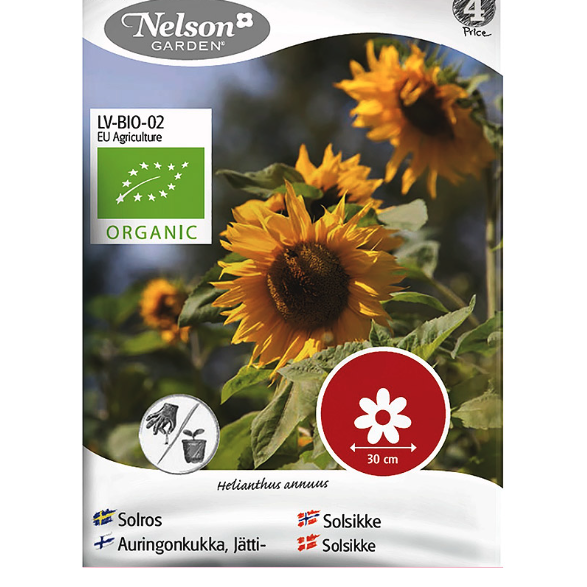 Nelson
GARDEN®
4
Price
LV-BIO-02
EU Agriculture
ORGANIC
30 cm
Helianthus annuus
Solros
Solsikke
Auringonkukka, Jätti-
Solsikke